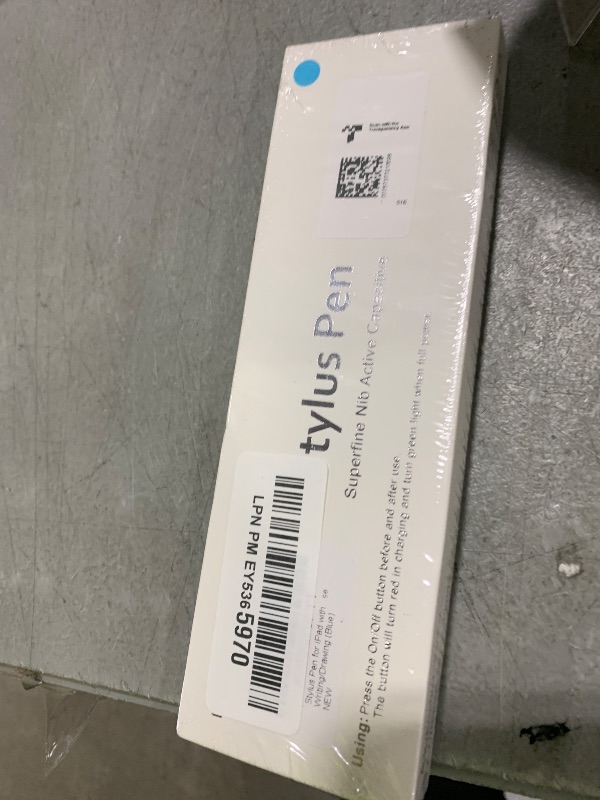 Scan with the
Transparency App
tylus Pen
Superfine Nib Active Capacitive
LPN PM EY5365970
Stylus Pen for iPad with se
Writing/Drawing (Blue)
NEW
Using: Press the On/Off button before and after use
The button will turn red in charging and turn green light when full power